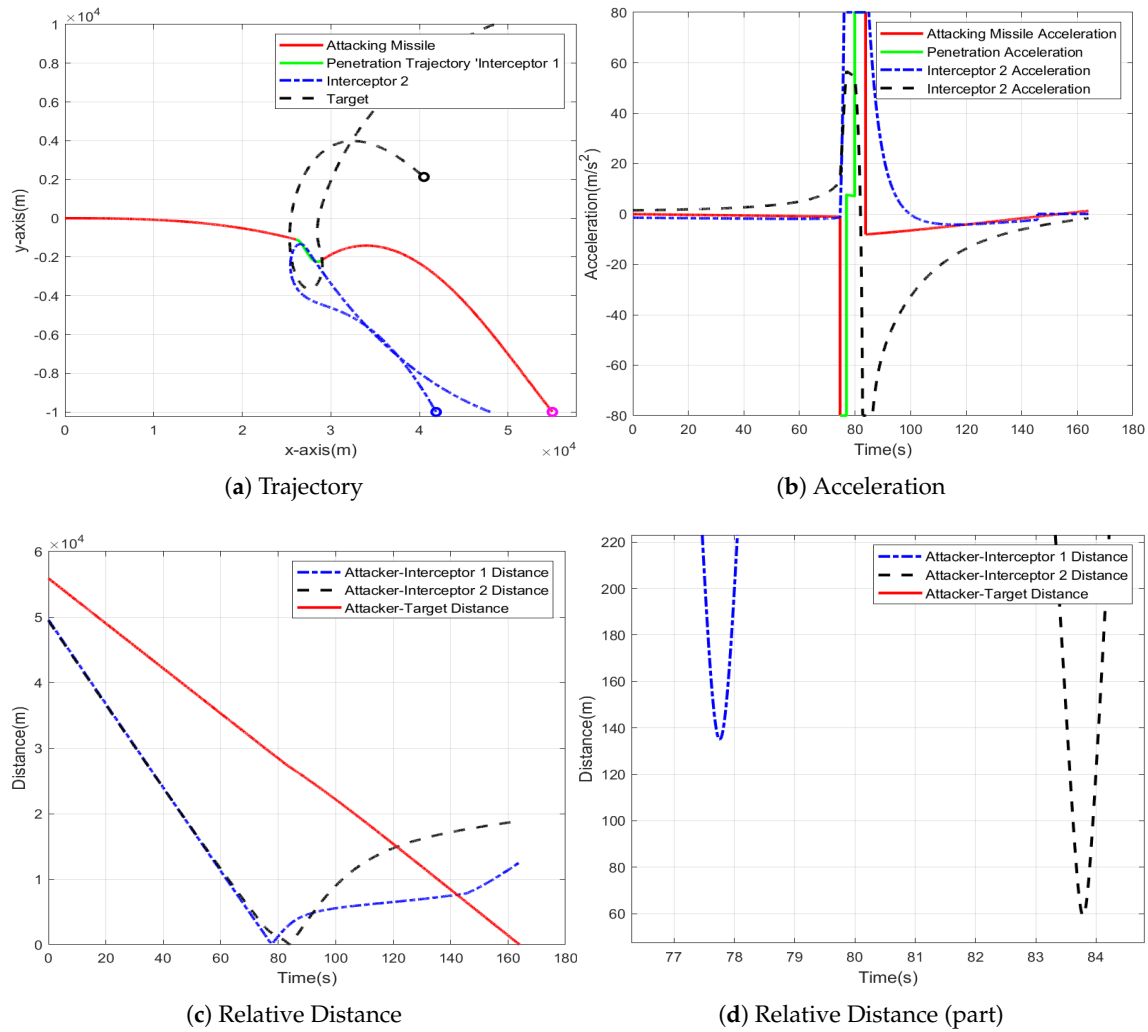 ×10⁴
1
0.8
0.6
0.4
0.2
0
-0.2
-0.4
-0.6
-0.8
-1
y-axis(m)
Attacking Missile
Penetration Trajectory 'Interceptor 1
Interceptor 2
Target
0 1 2 3 4 5
×10⁴
x-axis(m)
(a) Trajectory
80
60
40
20
0
-20
-40
-60
-80
Acceleration(m/s²)
Attacking Missile Acceleration
Penetration Acceleration
Interceptor 2 Acceleration
Interceptor 2 Acceleration
0 20 40 60 80 100 120 140 160 180
Time(s)
(b) Acceleration
×10⁴
6
5
4
3
2
1
0
Distance(m)
Attacker-Interceptor 1 Distance
Attacker-Interceptor 2 Distance
Attacker-Target Distance
0 20 40 60 80 100 120 140 160 180
Time(s)
(c) Relative Distance
220
200
180
160
140
120
100
80
60
Distance(m)
Attacker-Interceptor 1 Distance
Attacker-Interceptor 2 Distance
Attacker-Target Distance
77 78 79 80 81 82 83 84
Time(s)
(d) Relative Distance (part)